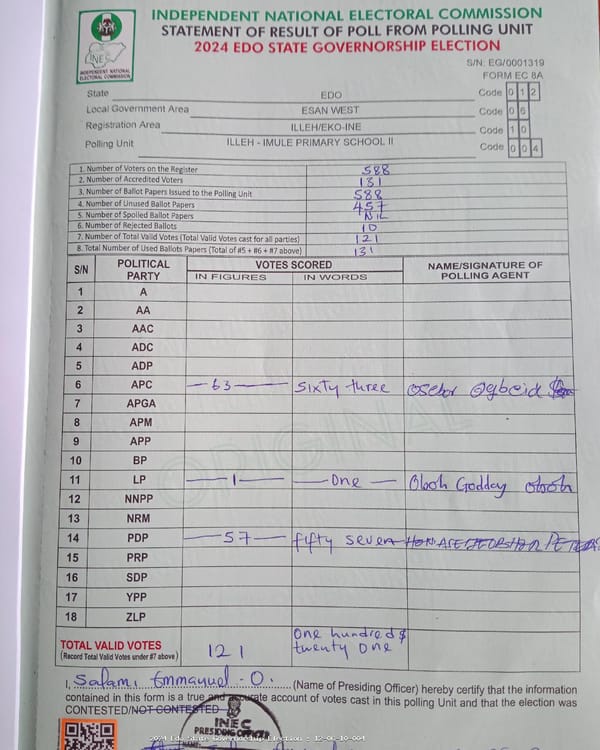 INDEPENDENT NATIONAL ELECTORAL COMMISSION
STATEMENT OF RESULT OF POLL FROM POLLING UNIT
2024 EDO STATE GOVERNORSHIP ELECTION
INEC
INDEPENDENT NATIONAL
ELECTORAL COMMISSION
S/N: EG/0001319
FORM EC 8A
State EDO Code 0 1 2
Local Government Area ESAN WEST Code 0 6
Registration Area ILLEH/EKO-INE Code 1 0
Polling Unit ILLEH - IMULE PRIMARY SCHOOL II Code 0 0 4
1. Number of Voters on the Register 588
2. Number of Accredited Voters 131
3. Number of Ballot Papers Issued to the Polling Unit 588
4. Number of Unused Ballot Papers 457
5. Number of Spoiled Ballot Papers NIL
6. Number of Rejected Ballots 10
7. Number of Total Valid Votes (Total Valid Votes cast for all parties) 121
8. Total Number of Used Ballots Papers (Total of #5 + #6 + #7 above) 131
S/N POLITICAL PARTY VOTES SCORED NAME/SIGNATURE OF POLLING AGENT
IN FIGURES IN WORDS
1 A
2 AA
3 AAC
4 ADC
5 ADP
6 APC 63 Sixty three
7 APGA
8 APM
9 APP
10 BP
11 LP 1 One Oboh Godday oboh
12 NNPP
13 NRM
14 PDP 57 fifty seven
15 PRP
16 SDP
17 YPP
18 ZLP
ORIGINAL
TOTAL VALID VOTES 121 One hundred &
(Record Total Valid Votes under #7 above) twenty One
I, Salami Emmanuel - O. (Name of Presiding Officer) hereby certify that the information
contained in this form is a true and accurate account of votes cast in this polling Unit and that the election was
CONTESTED/NOT CONTESTED
INEC
PRESIDING OFFICER
2024 Edo State Governorship Election - 12-06-10-004